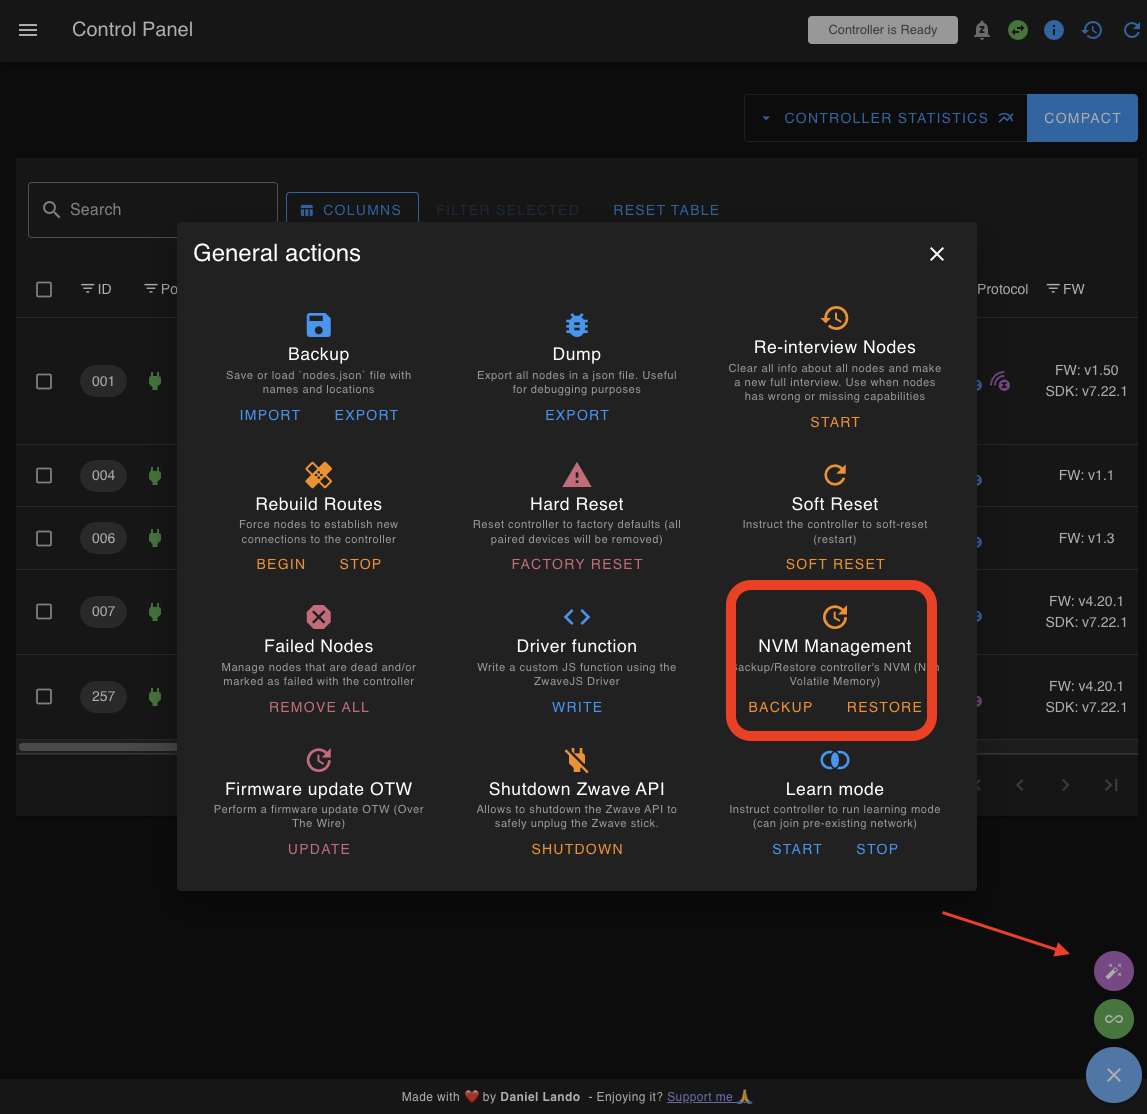 Control Panel
Controller is Ready
CONTROLLER STATISTICS
COMPACT
Search
COLUMNS
FILTER SELECTED
RESET TABLE
ID
Protocol
FW
General actions
Backup
Save or load `nodes.json` file with
names and locations
IMPORT EXPORT
Dump
Export all nodes in a json file. Useful
for debugging purposes
EXPORT
Re-interview Nodes
Clear all info about all nodes and make
a new full interview. Use when nodes
has wrong or missing capabilities
START
Rebuild Routes
Force nodes to establish new
connections to the controller
BEGIN STOP
Hard Reset
Reset controller to factory defaults (all
paired devices will be removed)
FACTORY RESET
Soft Reset
Instruct the controller to soft-reset
(restart)
SOFT RESET
Failed Nodes
Manage nodes that are dead and/or
marked as failed with the controller
REMOVE ALL
Driver function
Write a custom JS function using the
ZwaveJS Driver
WRITE
NVM Management
Backup/Restore controller's NVM (Non
Volatile Memory)
BACKUP RESTORE
Firmware update OTW
Perform a firmware update OTW (Over
The Wire)
UPDATE
Shutdown Zwave API
Allows to shutdown the Zwave API to
safely unplug the Zwave stick.
SHUTDOWN
Learn mode
Instruct controller to run learning mode
(can join pre-existing network)
START STOP
001
FW: v1.50
SDK: v7.22.1
004
FW: v1.1
006
FW: v1.3
007
FW: v4.20.1
SDK: v7.22.1
257
FW: v4.20.1
SDK: v7.22.1
Made with ❤️ by Daniel Lando - Enjoying it? Support me 🙏